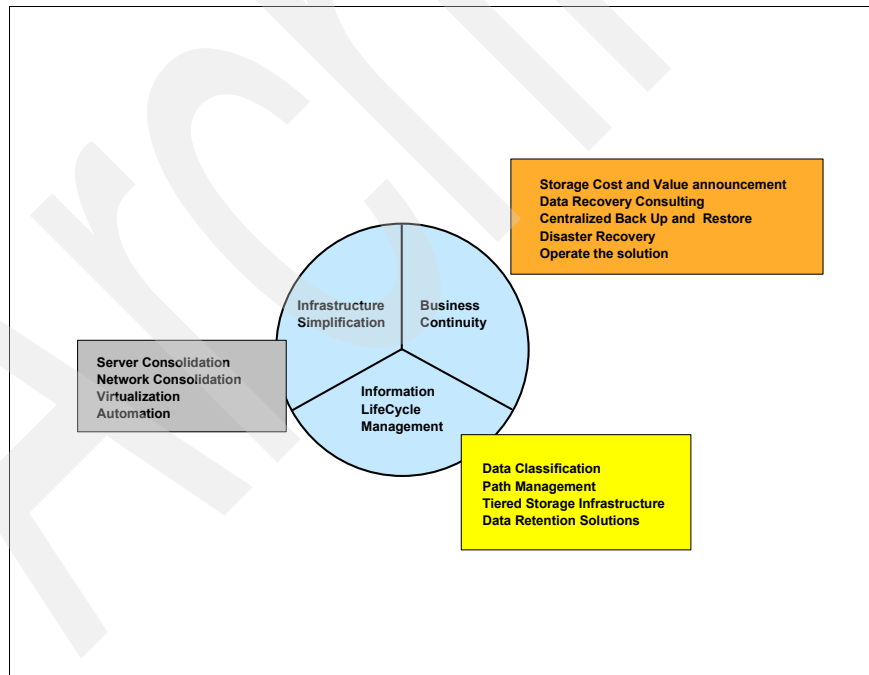 Storage Cost and Value announcement
Data Recovery Consulting
Centralized Back Up and Restore
Disaster Recovery
Operate the solution
Infrastructure
Simplification
Business
Continuity
Server Consolidation
Network Consolidation
Virtualization
Automation
Information
LifeCycle
Management
Data Classification
Path Management
Tiered Storage Infrastructure
Data Retention Solutions